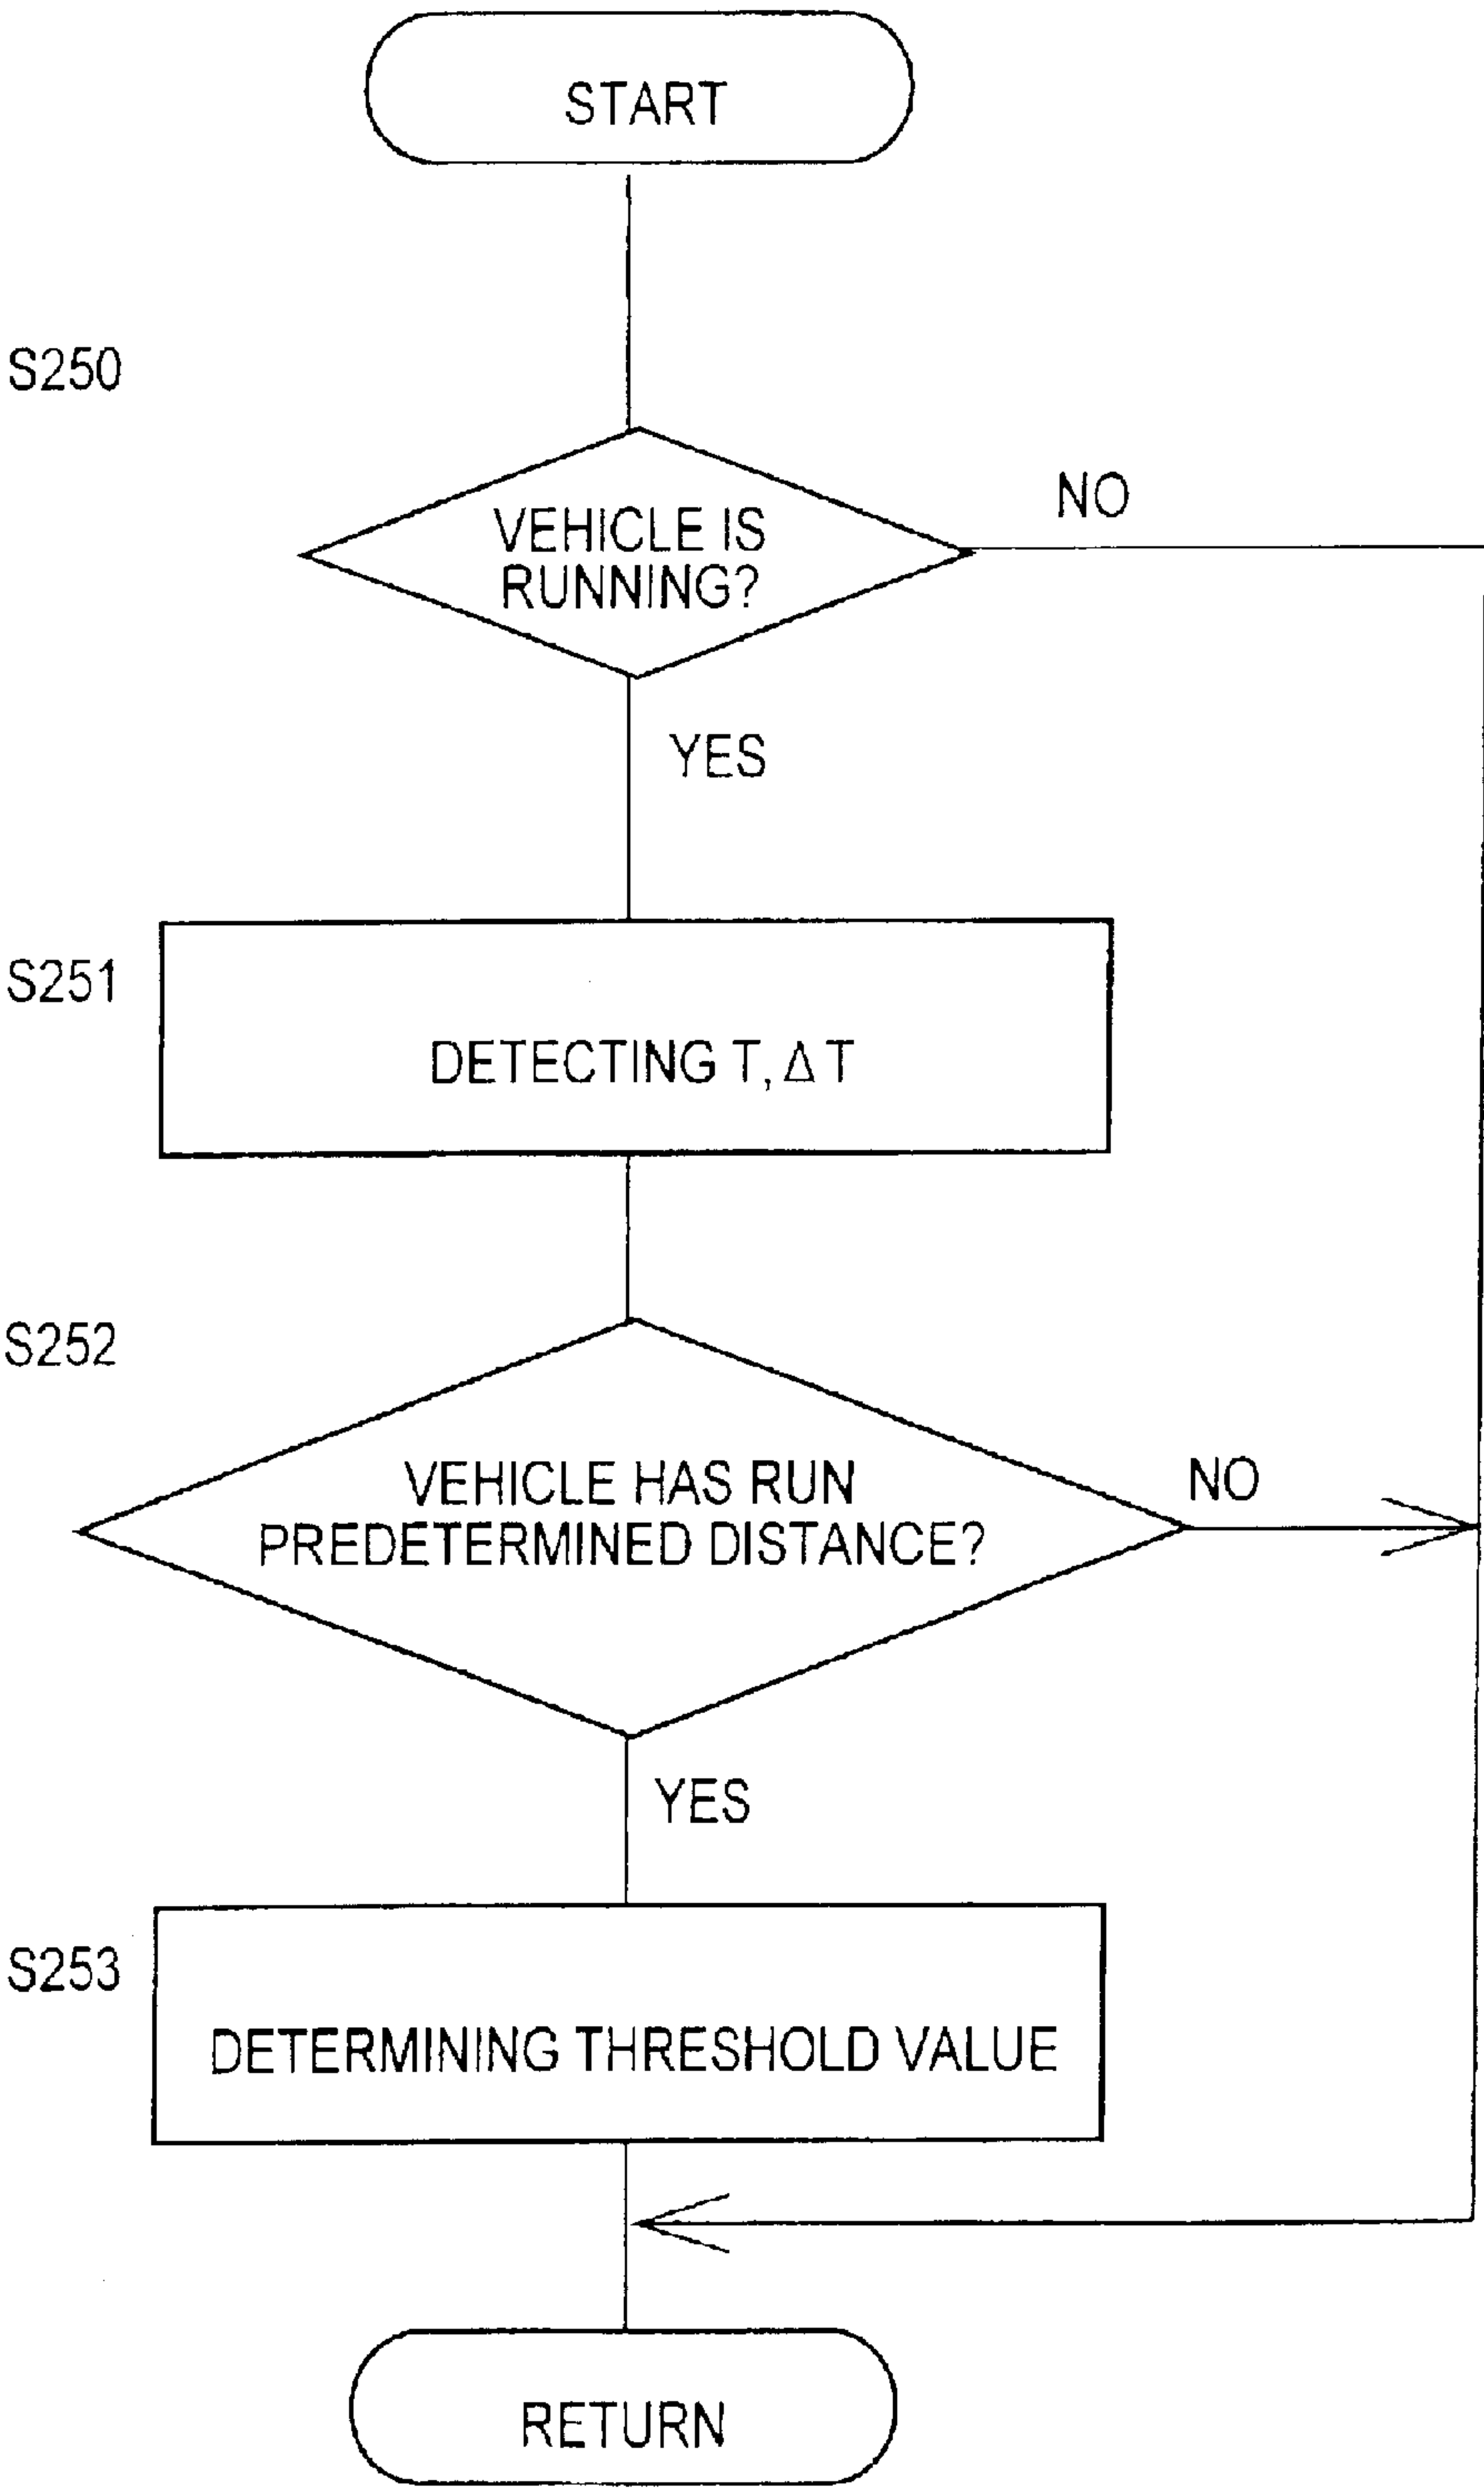 START
S250
VEHICLE IS
RUNNING?
NO
YES
S251
DETECTING T, Δ T
S252
VEHICLE HAS RUN
PREDETERMINED DISTANCE?
NO
YES
S253
DETERMINING THRESHOLD VALUE
RETURN